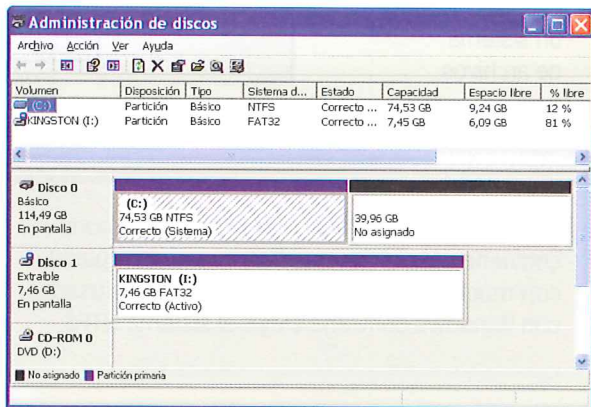 Administración de discos
Archivo Acción Ver Ayuda
Volumen Disposición Tipo Sistema d... Estado Capacidad Espacio libre % libre
(C:) Partición Básico NTFS Correcto ... 74,53 GB 9,24 GB 12 %
KINGSTON (I:) Partición Básico FAT32 Correcto ... 7,45 GB 6,09 GB 81 %
Disco 0
Básico
114,49 GB
En pantalla
(C:)
74,53 GB NTFS
Correcto (Sistema)
39,96 GB
No asignado
Disco 1
Extraíble
7,46 GB
En pantalla
KINGSTON (I:)
7,46 GB FAT32
Correcto (Activo)
CD-ROM 0
DVD (D:)
No asignado Partición primaria